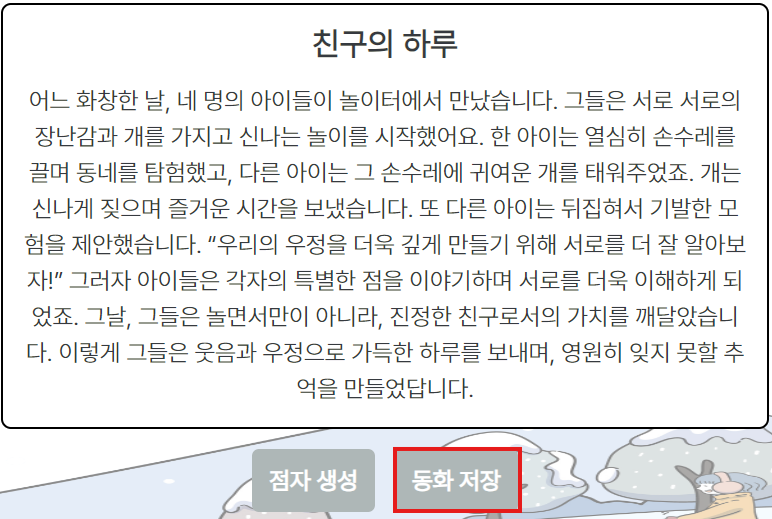 친구의 하루
어느 화창한 날, 네 명의 아이들이 놀이터에서 만났습니다. 그들은 서로 서로의
장난감과 개를 가지고 신나는 놀이를 시작했어요. 한 아이는 열심히 손수레를
끌며 동네를 탐험했고, 다른 아이는 그 손수레에 귀여운 개를 태워주었죠. 개는
신나게 짖으며 즐거운 시간을 보냈습니다. 또 다른 아이는 뒤집혀서 기발한 모
험을 제안했습니다. “우리의 우정을 더욱 깊게 만들기 위해 서로를 더 잘 알아보
자!” 그러자 아이들은 각자의 특별한 점을 이야기하며 서로를 더욱 이해하게 되
었죠. 그날, 그들은 놀면서만이 아니라, 진정한 친구로서의 가치를 깨달았습니
다. 이렇게 그들은 웃음과 우정으로 가득한 하루를 보내며, 영원히 잊지 못할 추
억을 만들었답니다.
점자 생성
동화 저장